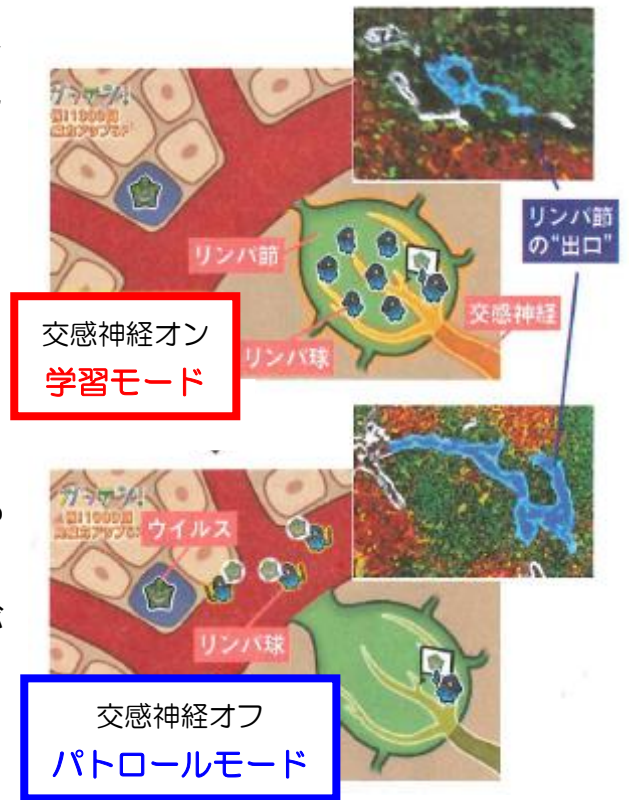 リンパ節
の"出口"
リンパ節
交感神経
リンパ球
交感神経オン
学習モード
ウイルス
リンパ球
交感神経オフ
パトロールモード